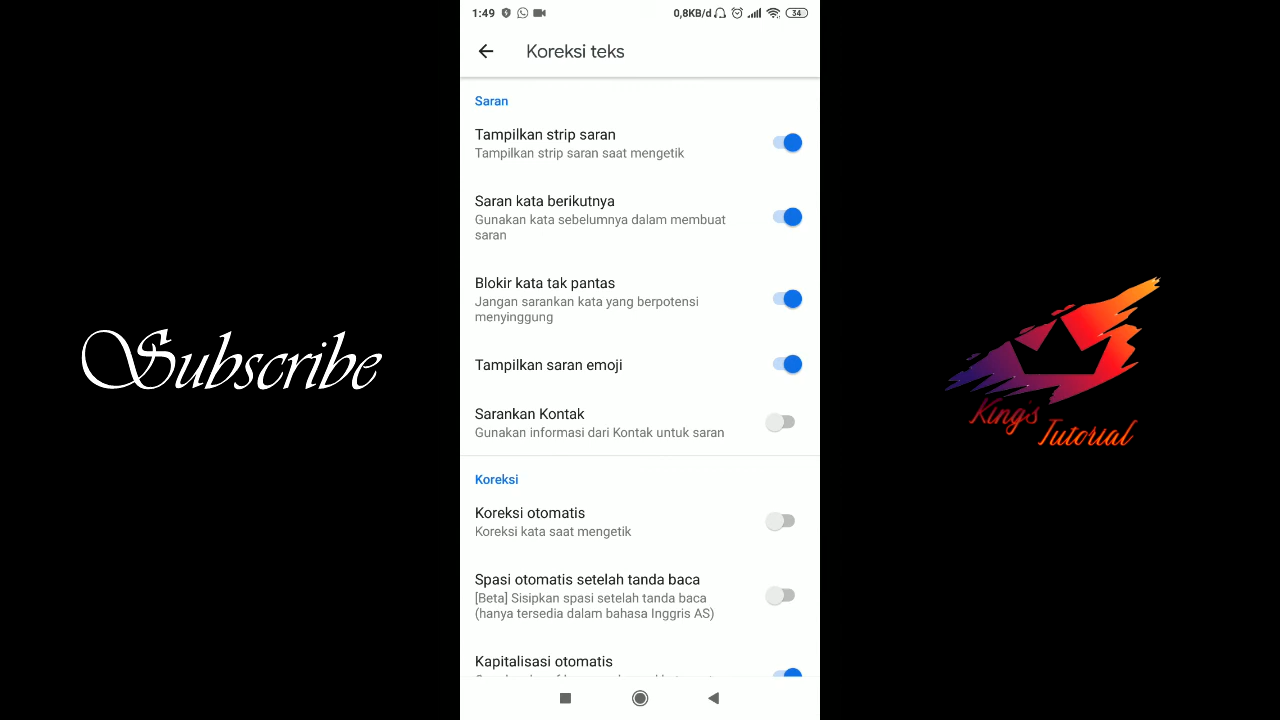 1:49
0,8KB/d
34
Koreksi teks
Saran
Tampilkan strip saran
Tampilkan strip saran saat mengetik
Saran kata berikutnya
Gunakan kata sebelumnya dalam membuat
saran
Blokir kata tak pantas
Jangan sarankan kata yang berpotensi
menyinggung
Tampilkan saran emoji
Sarankan Kontak
Gunakan informasi dari Kontak untuk saran
Koreksi
Koreksi otomatis
Koreksi kata saat mengetik
Spasi otomatis setelah tanda baca
[Beta] Sisipkan spasi setelah tanda baca
(hanya tersedia dalam bahasa Inggris AS)
Kapitalisasi otomatis
Subscribe
King's
Tutorial